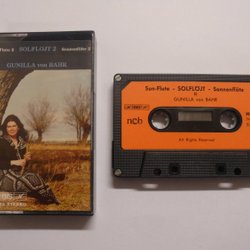 Flute 2 SOLFLÖJT 2 Sonnenflöte 2
GUNILLA von BAHR
STEREO
Sun-Flute - SOLFLÖJT - Sonnenflöte
GUNILLA von BAHR
ncb
All Rights Reserved